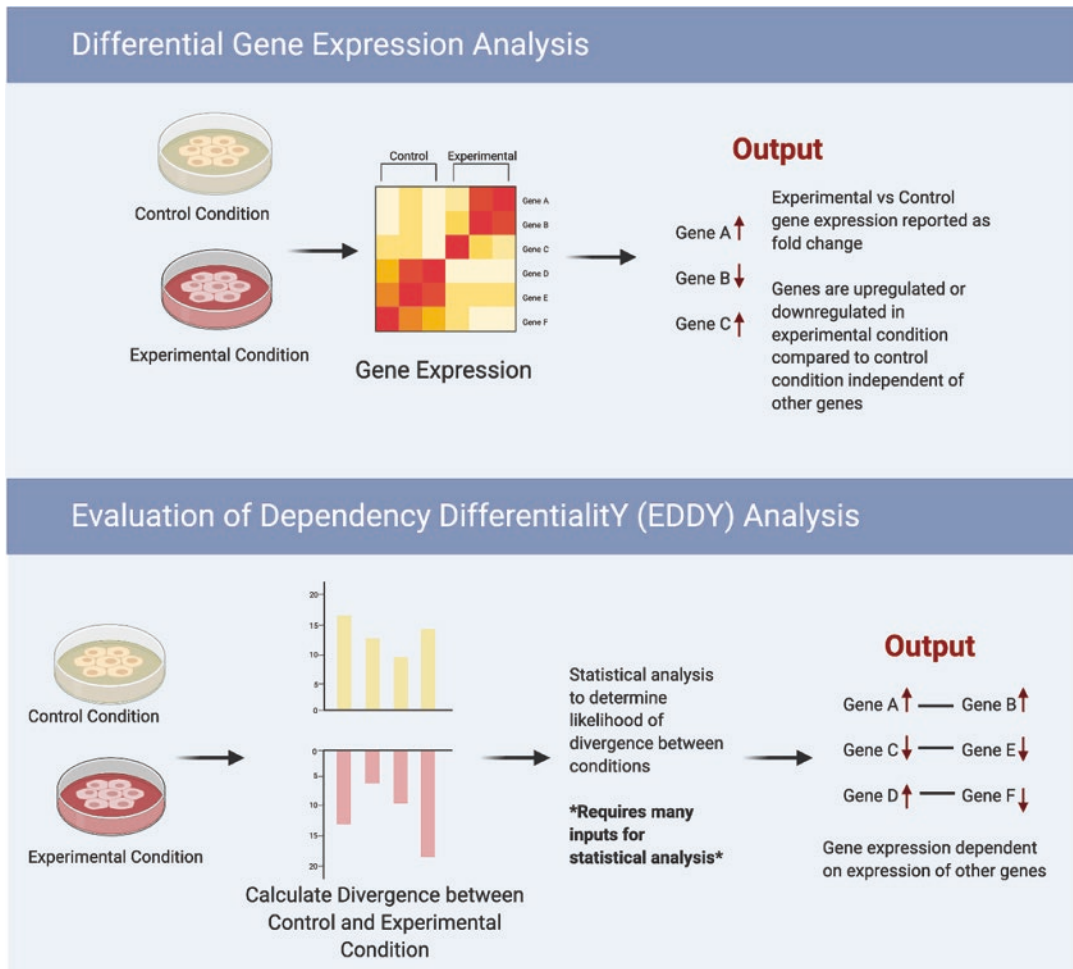 Differential Gene Expression Analysis
Control Condition
Experimental Condition
Control
Experimental
Gene A
Gene B
Gene C
Gene D
Gene E
Gene F
Gene Expression
Output
Gene A
Gene B
Gene C
Experimental vs Control
gene expression reported as
fold change
Genes are upregulated or
downregulated in
experimental condition
compared to control
condition independent of
other genes
Evaluation of Dependency DifferentialitY (EDDY) Analysis
Control Condition
Experimental Condition
20
15
10
5
0
0
5
10
15
20
Calculate Divergence between
Control and Experimental
Condition
Statistical analysis
to determine
likelihood of
divergence between
conditions
*Requires many
inputs for
statistical analysis*
Output
Gene A Gene B
Gene C Gene E
Gene D Gene F
Gene expression dependent
on expression of other genes